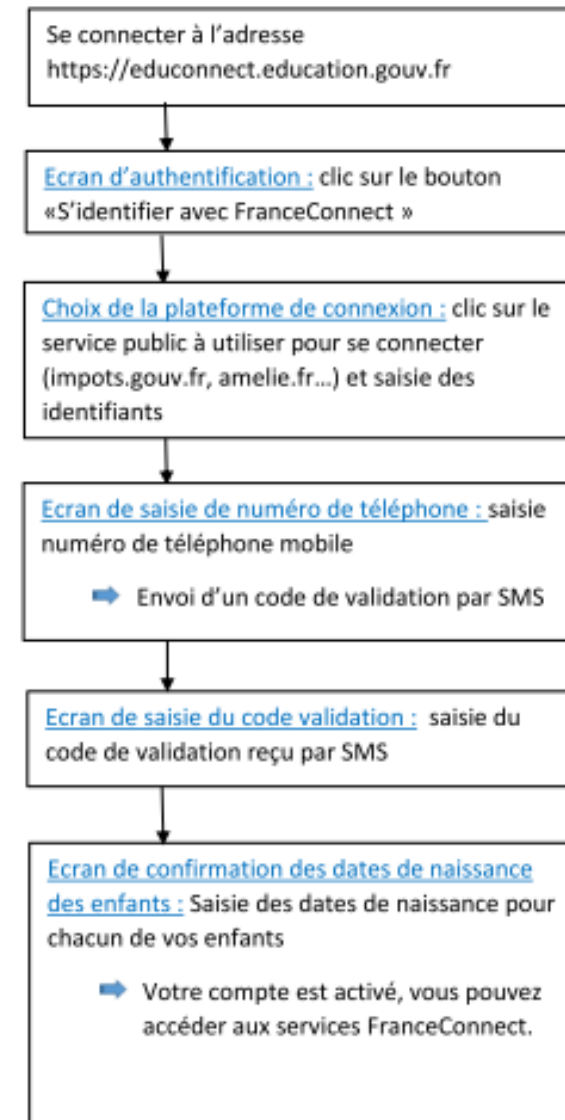 Se connecter à l’adresse
https://educonnect.education.gouv.fr
Ecran d’authentification : clic sur le bouton
«S’identifier avec FranceConnect »
Choix de la plateforme de connexion : clic sur le
service public à utiliser pour se connecter
(impots.gouv.fr, amelie.fr…) et saisie des
identifiants
Ecran de saisie de numéro de téléphone : saisie
numéro de téléphone mobile
Envoi d’un code de validation par SMS
Ecran de saisie du code validation : saisie du
code de validation reçu par SMS
Ecran de confirmation des dates de naissance
des enfants : Saisie des dates de naissance pour
chacun de vos enfants
Votre compte est activé, vous pouvez
accéder aux services FranceConnect.